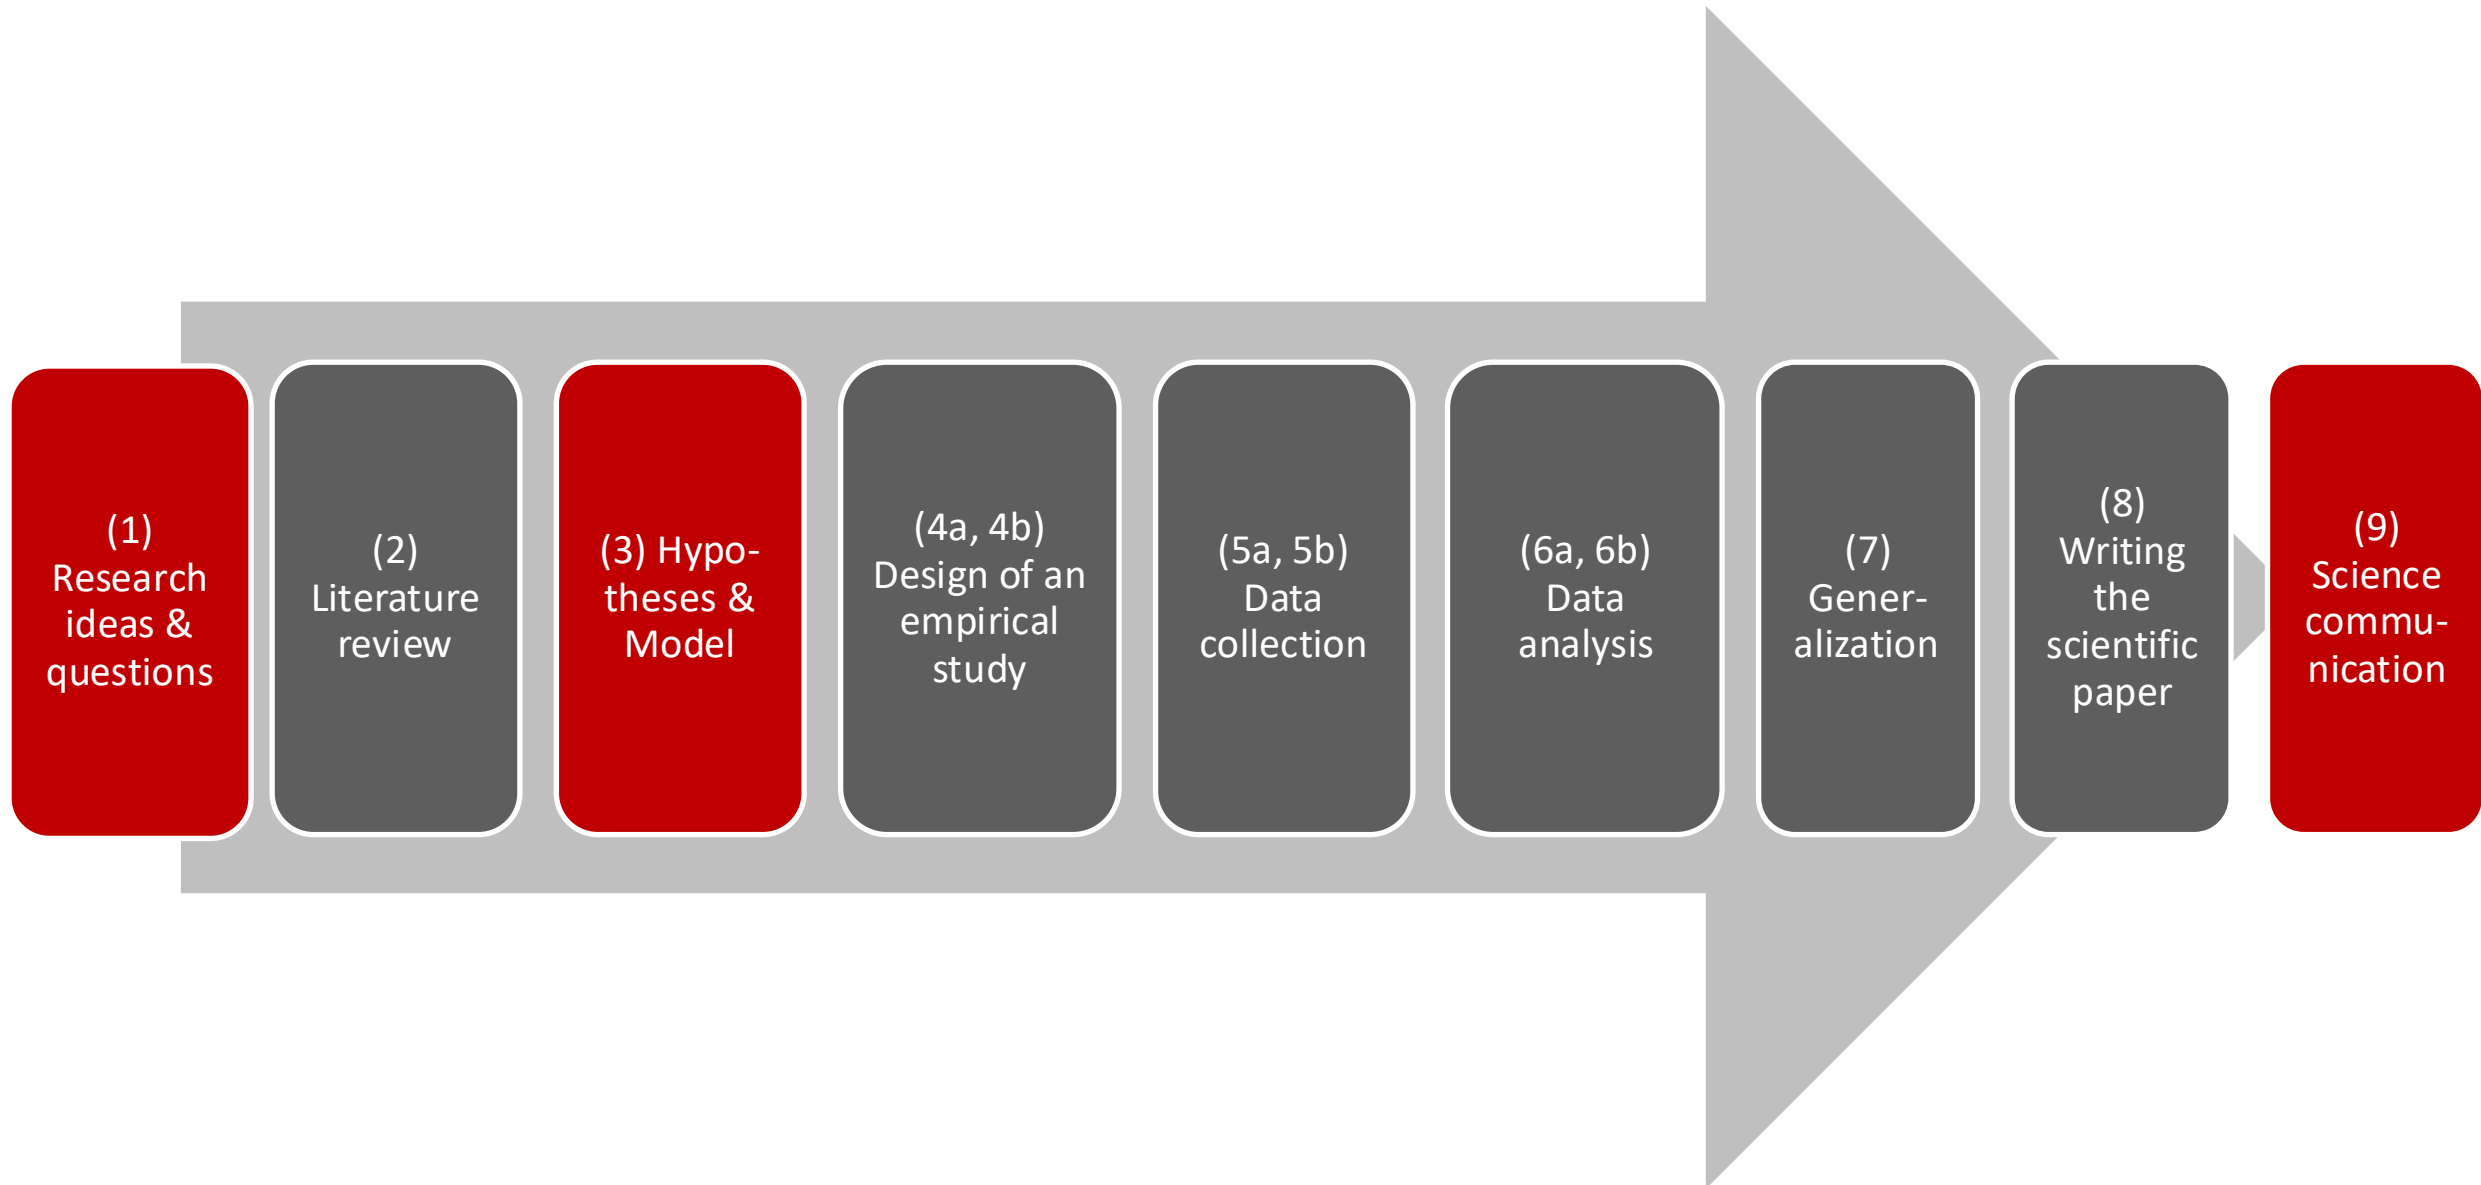 (1)
Research
ideas &
questions
(2)
Literature
review
(3) Hypo-
theses &
Model
(4a, 4b)
Design of an
empirical
study
(5a, 5b)
Data
collection
(6a, 6b)
Data
analysis
(7)
Gener-
alization
(8)
Writing
the
scientific
paper
(9)
Science
commu-
nication